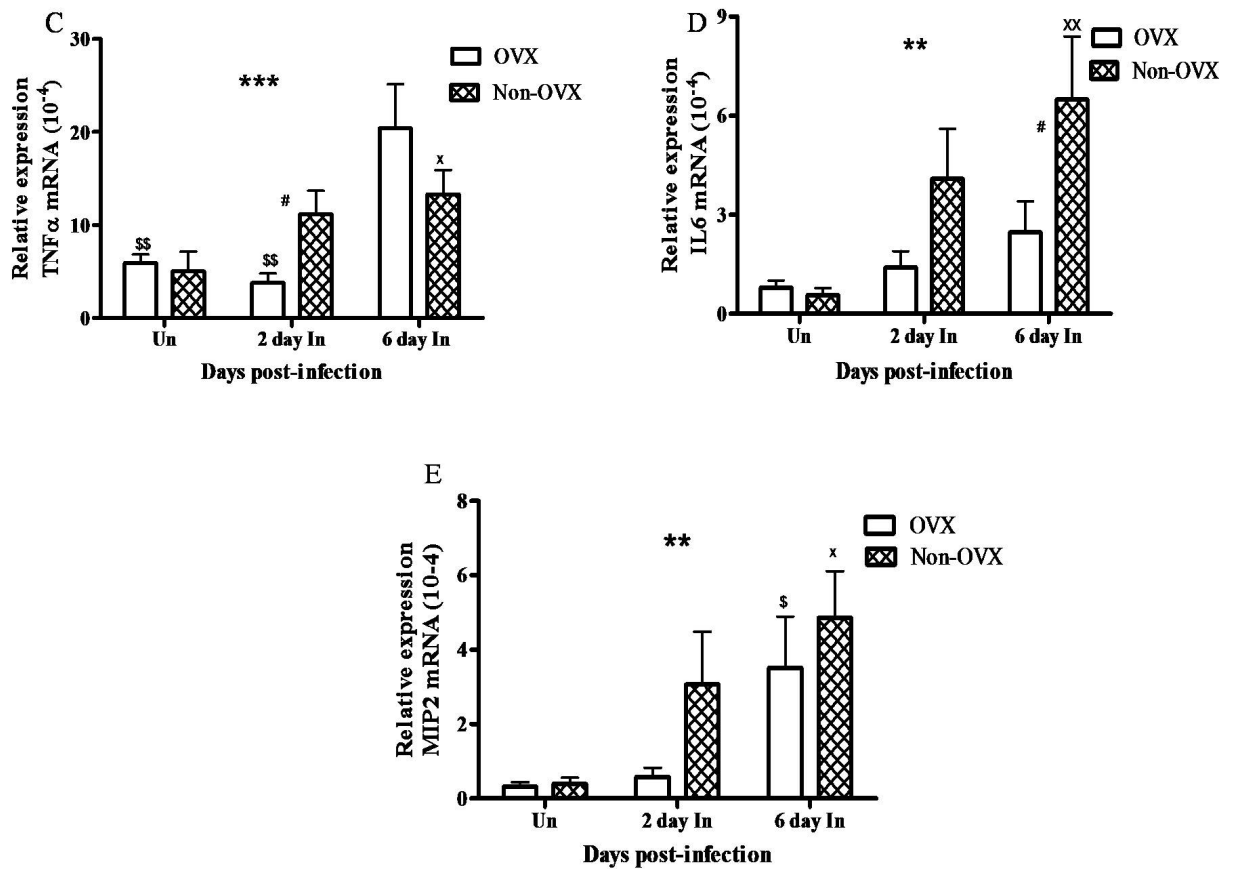 C
Relative expression
TNFα mRNA (10⁻⁴)
30
20
10
0
***
OVX
Non-OVX
$$
$$
#
x
Un
2 day In
6 day In
Days post-infection
D
Relative expression
IL6 mRNA (10⁻⁴)
9
6
3
0
**
xx
#
OVX
Non-OVX
Un
2 day In
6 day In
Days post-infection
E
Relative expression
MIP2 mRNA (10-4)
8
6
4
2
0
**
$
x
OVX
Non-OVX
Un
2 day In
6 day In
Days post-infection